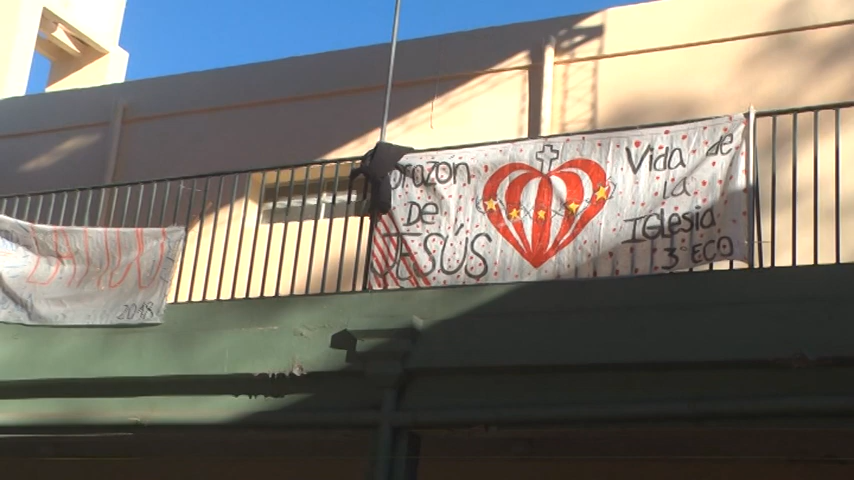 orazon
De
JESÚS
Vida de
la
Iglesia
3° ECO
2018